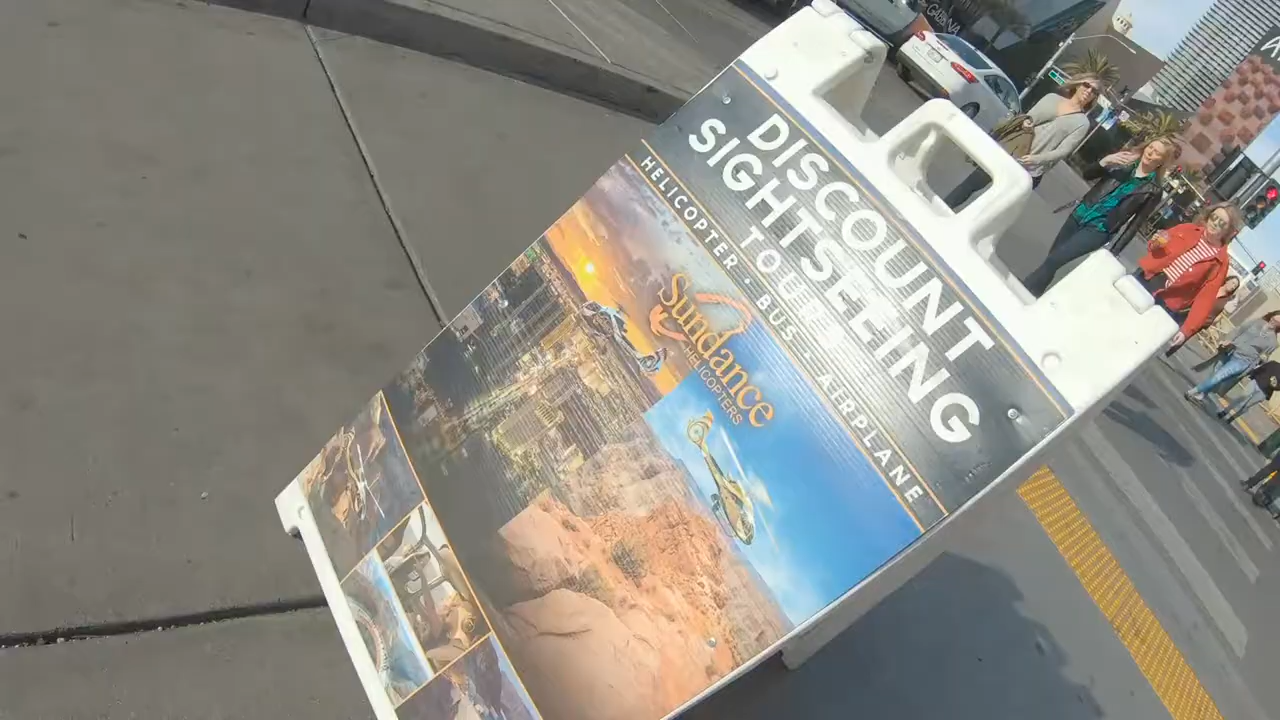 DISCOUNT
SIGHTSEEING
TOURS
HELICOPTER · BUS · AIRPLANE
Sundance
HELICOPTERS